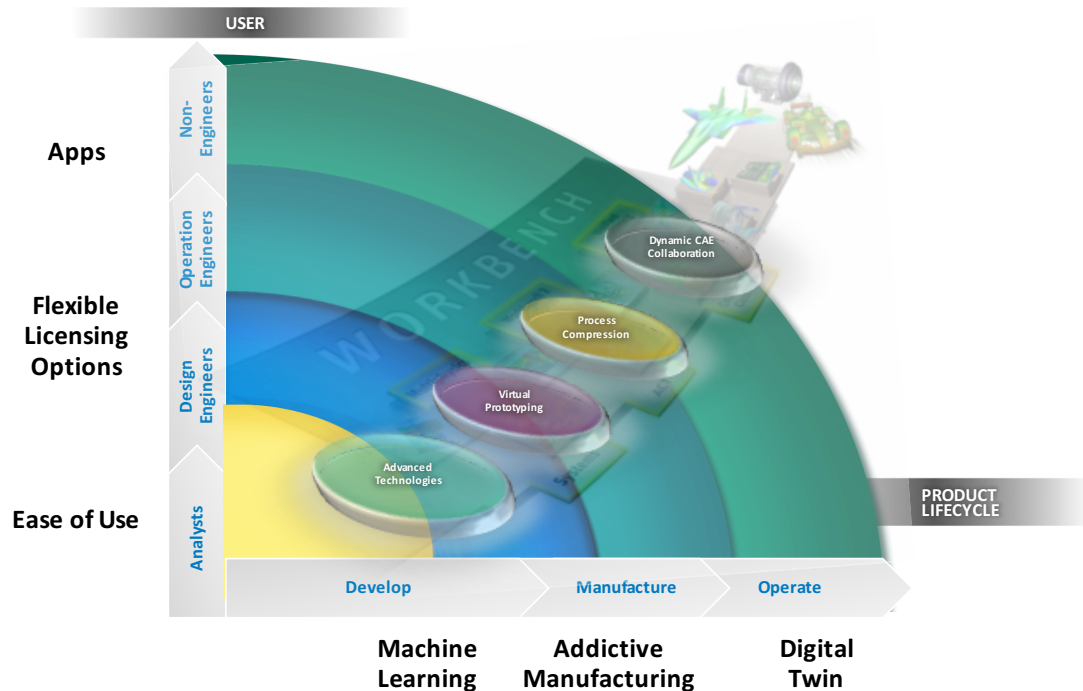 USER
Non-
Engineers
Apps
Operation
Engineers
Dynamic CAE
Collaboration
WORKBENCH
Flexible
Licensing
Options
Process
Compression
Design
Engineers
Virtual
Prototyping
Advanced
Technologies
Ease of Use
Analysts
PRODUCT
LIFECYCLE
Develop
Manufacture
Operate
Machine
Learning
Addictive
Manufacturing
Digital
Twin